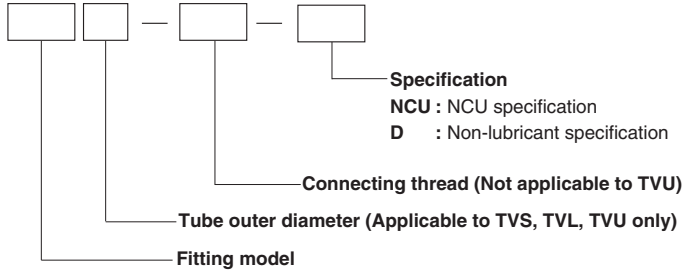 Specification
NCU : NCU specification
D : Non-lubricant specification
Connecting thread (Not applicable to TVU)
Tube outer diameter (Applicable to TVS, TVL, TVU only)
Fitting model